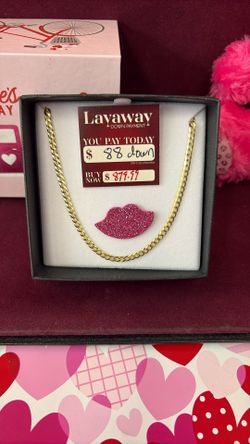 Layaway
DOWN PAYMENT
YOU PAY TODAY
$ 88 down
BUY NOW $ 879.99